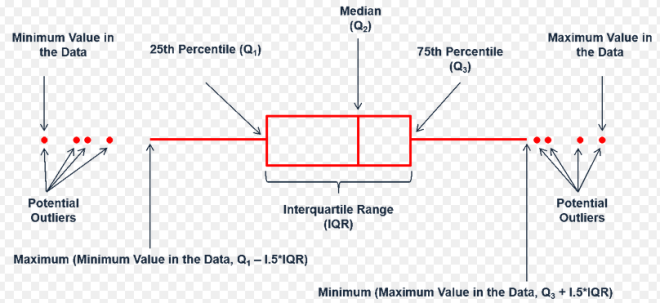 Median
(Q2)
Minimum Value in
the Data
25th Percentile (Q1)
75th Percentile
(Q3)
Maximum Value in
the Data
Potential
Outliers
Interquartile Range
(IQR)
Potential
Outliers
Maximum (Minimum Value in the Data, Q1 – I.5*IQR)
Minimum (Maximum Value in the Data, Q3 + I.5*IQR)